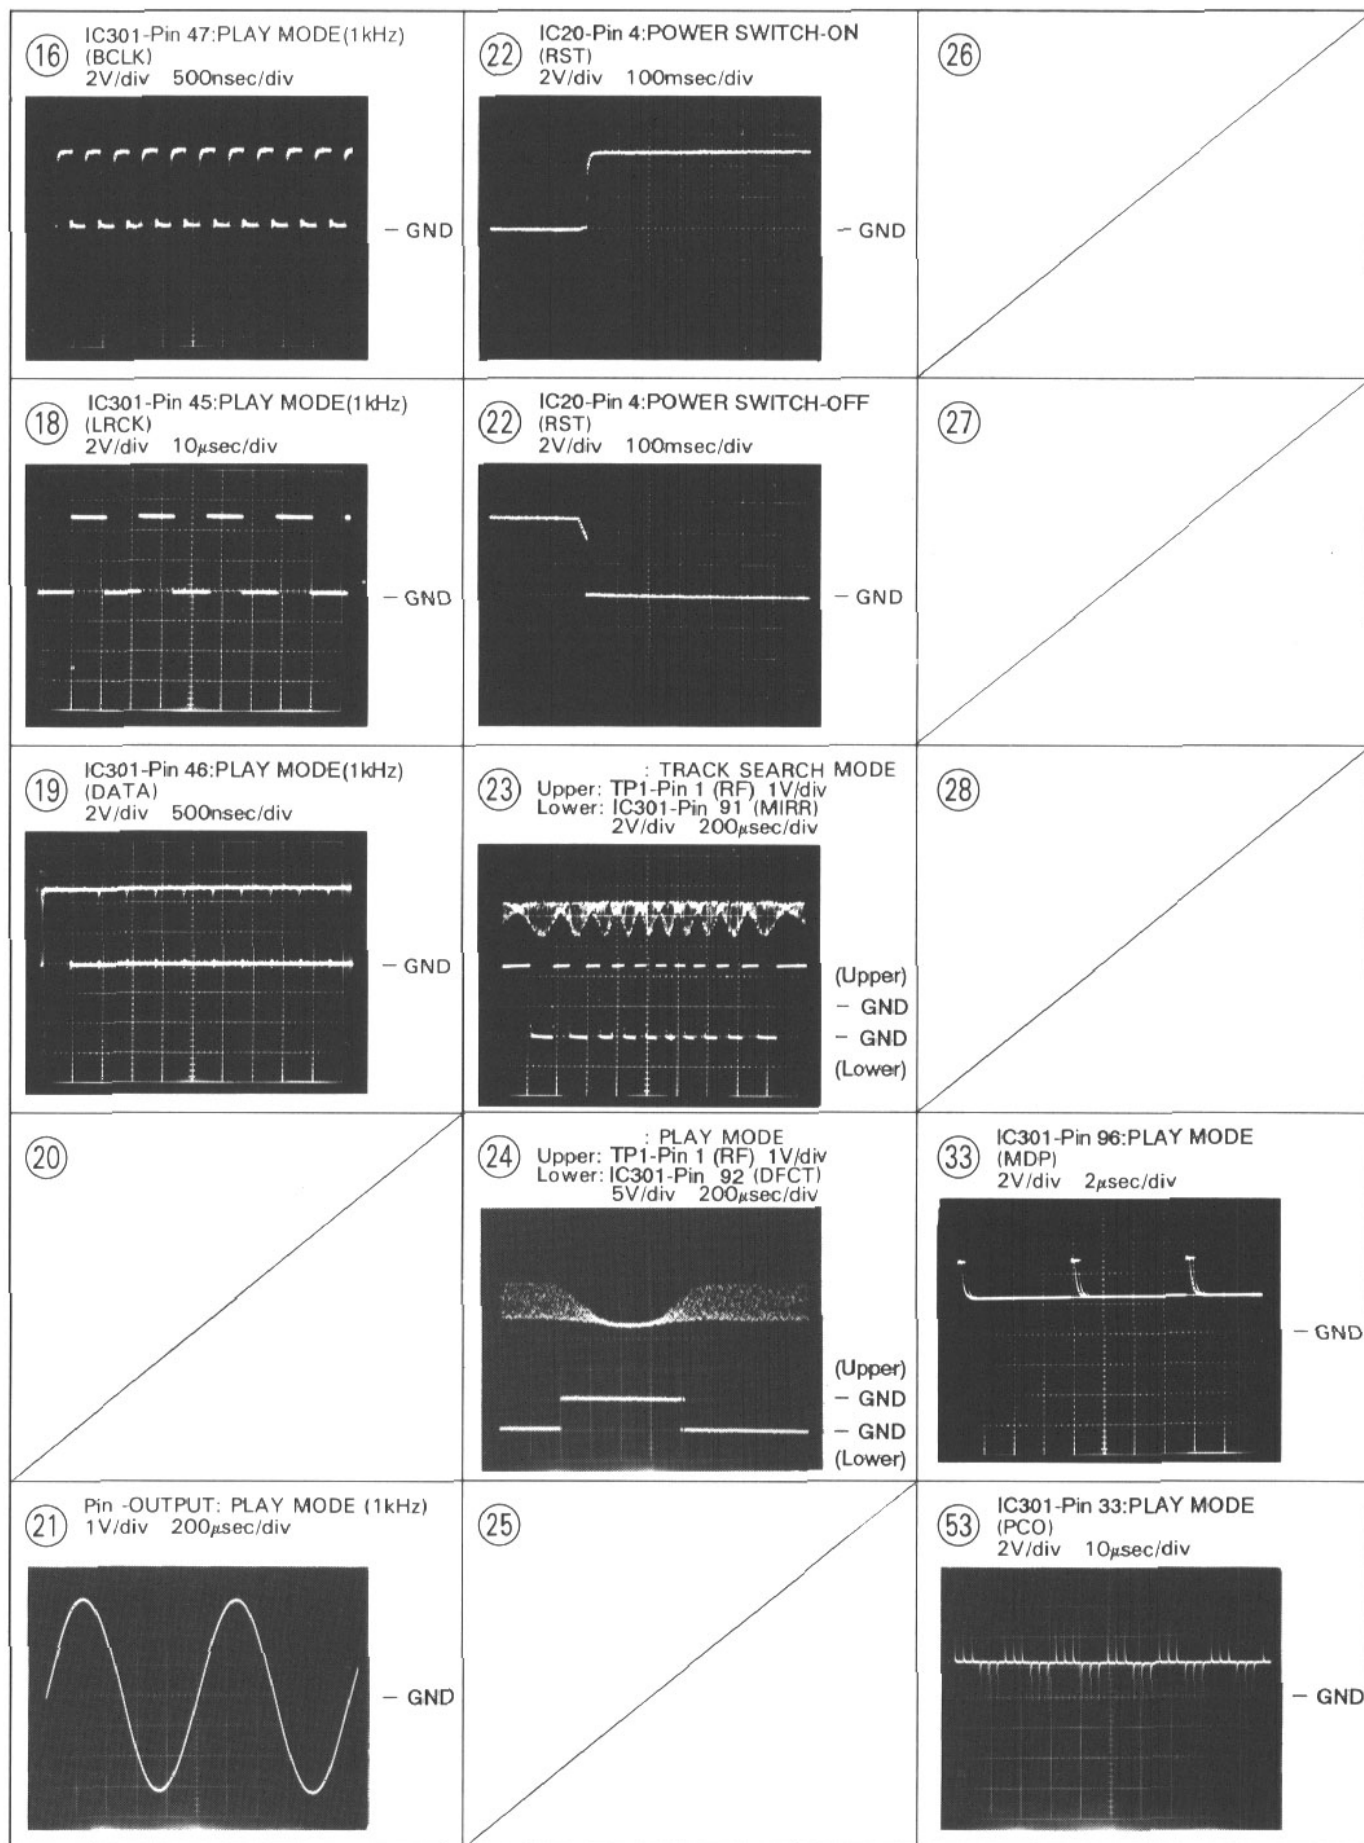 16 IC301-Pin 47:PLAY MODE(1kHz)
(BCLK)
2V/div 500nsec/div
— GND
22 IC20-Pin 4:POWER SWITCH-ON
(RST)
2V/div 100msec/div
— GND
26
18 IC301-Pin 45:PLAY MODE(1kHz)
(LRCK)
2V/div 10μsec/div
— GND
22 IC20-Pin 4:POWER SWITCH-OFF
(RST)
2V/div 100msec/div
— GND
27
19 IC301-Pin 46:PLAY MODE(1kHz)
(DATA)
2V/div 500nsec/div
— GND
23 : TRACK SEARCH MODE
Upper: TP1-Pin 1 (RF) 1V/div
Lower: IC301-Pin 91 (MIRR)
2V/div 200μsec/div
(Upper)
— GND
— GND
(Lower)
28
20
24 : PLAY MODE
Upper: TP1-Pin 1 (RF) 1V/div
Lower: IC301-Pin 92 (DFCT)
5V/div 200μsec/div
(Upper)
— GND
— GND
(Lower)
33 IC301-Pin 96:PLAY MODE
(MDP)
2V/div 2μsec/div
— GND
21 Pin -OUTPUT: PLAY MODE (1kHz)
1V/div 200μsec/div
— GND
25
53 IC301-Pin 33:PLAY MODE
(PCO)
2V/div 10μsec/div
— GND